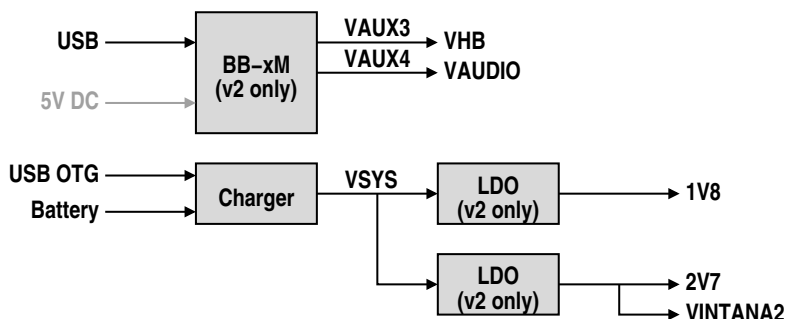 USB
VAUX3
VHB
BB–xM
(v2 only)
VAUX4
VAUDIO
5V DC
USB OTG
Battery
Charger
VSYS
LDO
(v2 only)
1V8
LDO
(v2 only)
2V7
VINTANA2